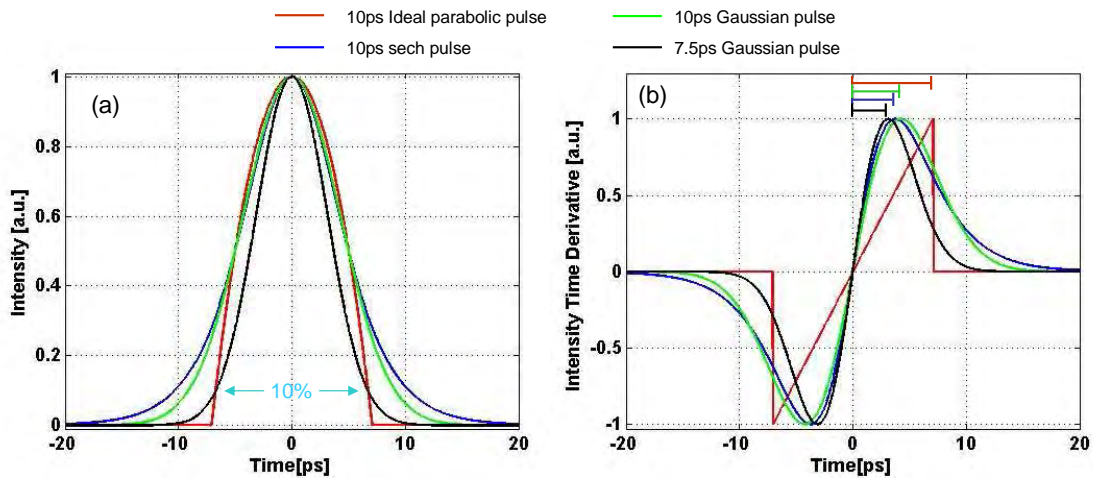 10ps Ideal parabolic pulse
10ps Gaussian pulse
10ps sech pulse
7.5ps Gaussian pulse
(a)
Intensity [a.u.]
1
0.8
0.6
0.4
0.2
0
10%
-20 -10 0 10 20
Time[ps]
(b)
Intensity Time Derivative [a.u.]
1
0.5
0
-0.5
-1
-20 -10 0 10 20
Time[ps]